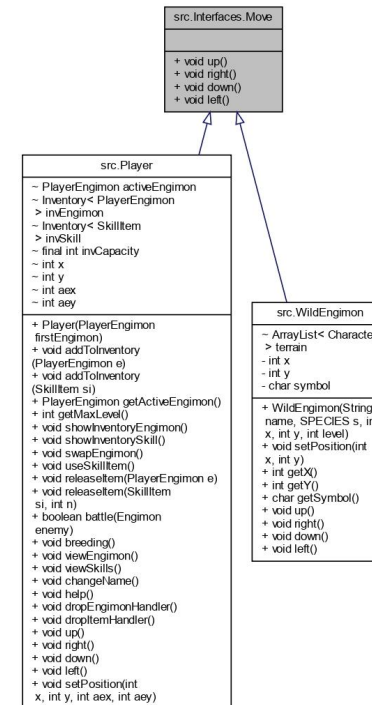 src.Interfaces.Move
+ void up()
+ void right()
+ void down()
+ void left()
src.Player
~ PlayerEngimon activeEngimon
~ Inventory< PlayerEngimon
> invEngimon
~ Inventory< SkillItem
> invSkill
~ final int invCapacity
~ int x
~ int y
~ int aex
~ int aey
+ Player(PlayerEngimon
firstEngimon)
+ void addToInventory
(PlayerEngimon e)
+ void addToInventory
(SkillItem si)
+ PlayerEngimon getActiveEngimon()
+ int getMaxLevel()
+ void showInventoryEngimon()
+ void showInventorySkill()
+ void swapEngimon()
+ void useSkillItem()
+ void releaseItem(PlayerEngimon e)
+ void releaseItem(SkillItem
si, int n)
+ boolean battle(Engimon
enemy)
+ void breeding()
+ void viewEngimon()
+ void viewSkills()
+ void changeName()
+ void help()
+ void dropEngimonHandler()
+ void dropItemHandler()
+ void up()
+ void right()
+ void down()
+ void left()
+ void setPosition(int
x, int y, int aex, int aey)
src.WildEngimon
~ ArrayList<
> terrain
- int x
- int y
- char symbol
+ WildEngimon(String
name, SPECIES s,
x, int y, int level)
+ void setPosition(int
x, int y)
+ int getX()
+ int getY()
+ char getSymbol()
+ void up()
+ void right()
+ void down()
+ void left()